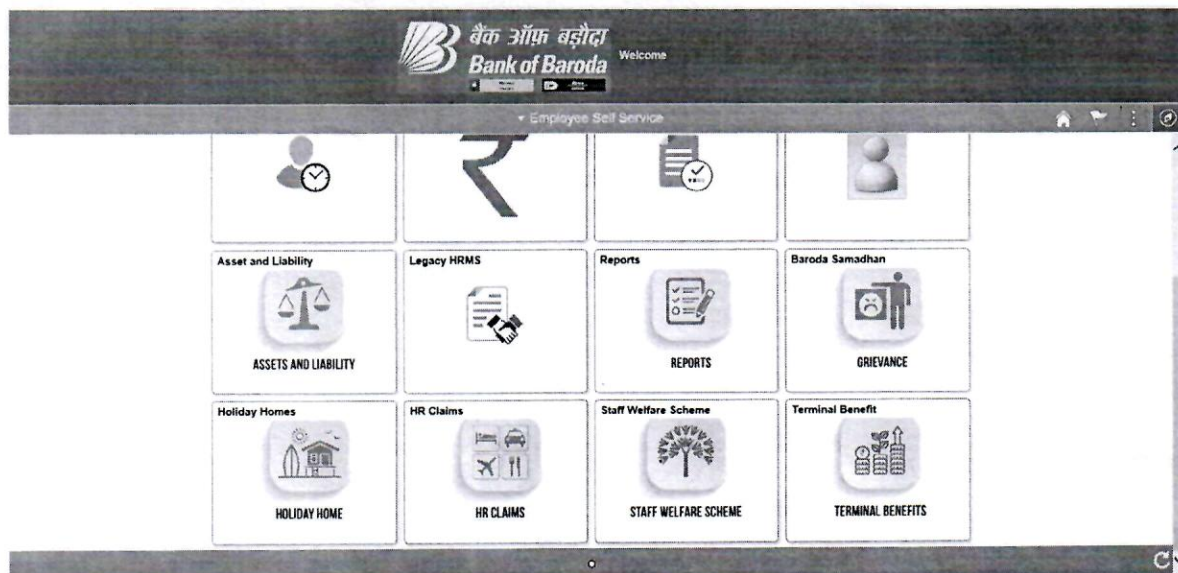 बैंक ऑफ़ बड़ौदा
Bank of Baroda
Welcome
Employee Self Service
Asset and Liability
ASSETS AND LIABILITY
Legacy HRMS
Reports
REPORTS
Baroda Samadhan
GRIEVANCE
Holiday Homes
HOLIDAY HOME
HR Claims
HR CLAIMS
Staff Welfare Scheme
STAFF WELFARE SCHEME
Terminal Benefit
TERMINAL BENEFITS